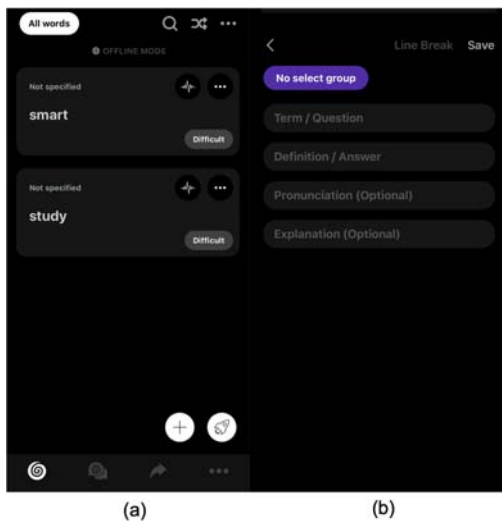 All words
OFFLINE MODE
Not specified
smart
Difficult
Not specified
study
Difficult
(a)
Line Break Save
No select group
Term / Question
Definition / Answer
Pronunciation (Optional)
Explanation (Optional)
(b)